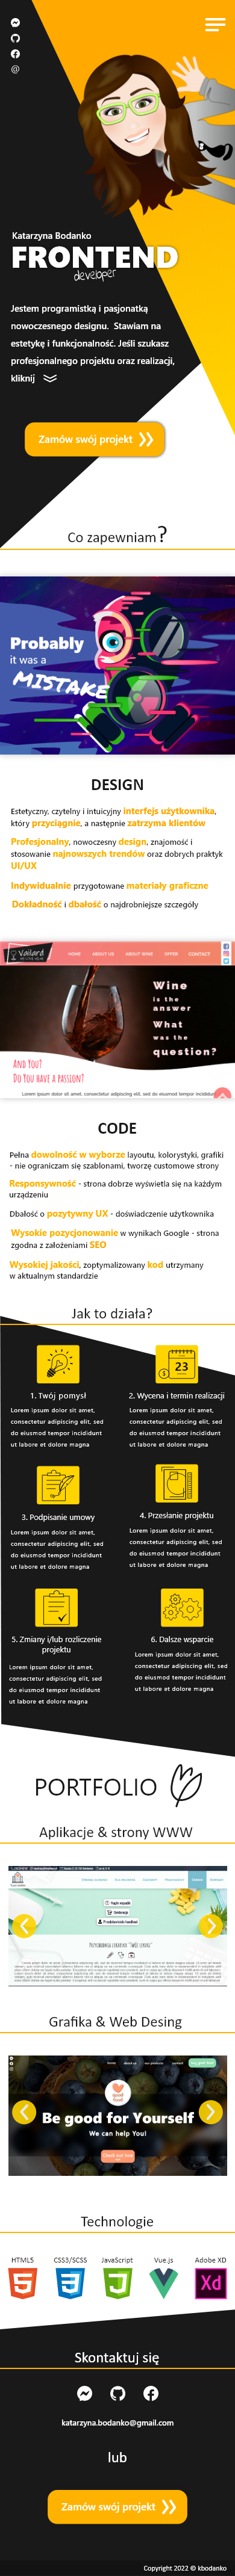 @
Katarzyna Bodanko
FRONTEND
developer
Jestem programistką i pasjonatką
nowoczesnego designu. Stawiam na
estetykę i funkcjonalność. Jeśli szukasz
profesjonalnego projektu oraz realizacji,
kliknij
Zamów swój projekt
Co zapewniam?
Probably
it was a
MISTAKE
DESIGN
Estetyczny, czytelny i intuicyjny interfejs użytkownika,
który przyciągnie, a następnie zatrzyma klientów
Profesjonalny, nowoczesny design, znajomość i
stosowanie najnowszych trendów oraz dobrych praktyk
UI/UX
Indywidualnie przygotowane materiały graficzne
Dokładność i dbałość o najdrobniejsze szczegóły
Vailard
HOME ABOUT WINE ABOUT WINE OFFER CONTACT
Wine
is the
answer
What
was the
question?
And You?
Do You have a passion?
Lorem ipsum dolor sit amet, consectetur adipiscing elit, sed do eiusmod tempor incididunt
CODE
Pełna dowolność w wyborze layoutu, kolorystyki, grafiki
- nie ograniczam się szablonami, tworzę customowe strony
Responsywność - strona dobrze wyświetla się na każdym
urządzeniu
Dbałość o pozytywny UX - doświadczenie użytkownika
Wysokie pozycjonowanie w wynikach Google - strona
zgodna z założeniami SEO
Wysokiej jakości, zoptymalizowany kod utrzymany
w aktualnym standardzie
Jak to działa?
23
1. Twój pomysł
Lorem ipsum dolor sit amet,
consectetur adipiscing elit, sed
do eiusmod tempor incididunt
ut labore et dolore magna
2. Wycena i termin realizacji
Lorem ipsum dolor sit amet,
consectetur adipiscing elit, sed
do eiusmod tempor incididunt
ut labore et dolore magna
3. Podpisanie umowy
Lorem ipsum dolor sit amet,
consectetur adipiscing elit, sed
do eiusmod tempor incididunt
ut labore et dolore magna
4. Przesłanie projektu
Lorem ipsum dolor sit amet,
consectetur adipiscing elit, sed
do eiusmod tempor incididunt
ut labore et dolore magna
5. Zmiany i/lub rozliczenie
projektu
Lorem ipsum dolor sit amet,
consectetur adipiscing elit, sed
do eiusmod tempor incididunt
ut labore et dolore magna
6. Dalsze wsparcie
Lorem ipsum dolor sit amet,
consectetur adipiscing elit, sed
do eiusmod tempor incididunt
ut labore et dolore magna
PORTFOLIO
Aplikacje & strony WWW
Grafika & Web Desing
Be good for Yourself
We can help You!
Technologie
HTML5 CSS3/SCSS JavaScript Vue.js Adobe XD
Xd
Skontaktuj się
katarzyna.bodanko@gmail.com
lub
Zamów swój projekt
Copyright 2022 © kbodanko